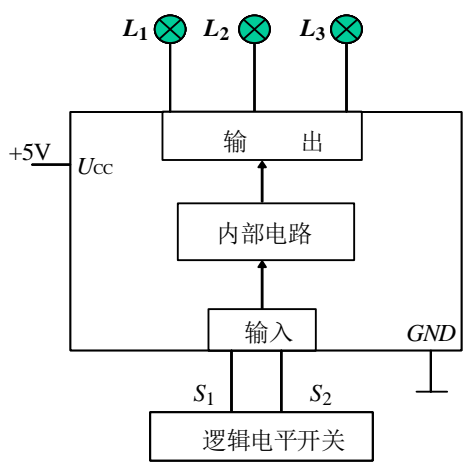 L1 L2 L3
输 出
+5V
UCC
内部电路
输入
GND
S1 S2
逻辑电平开关